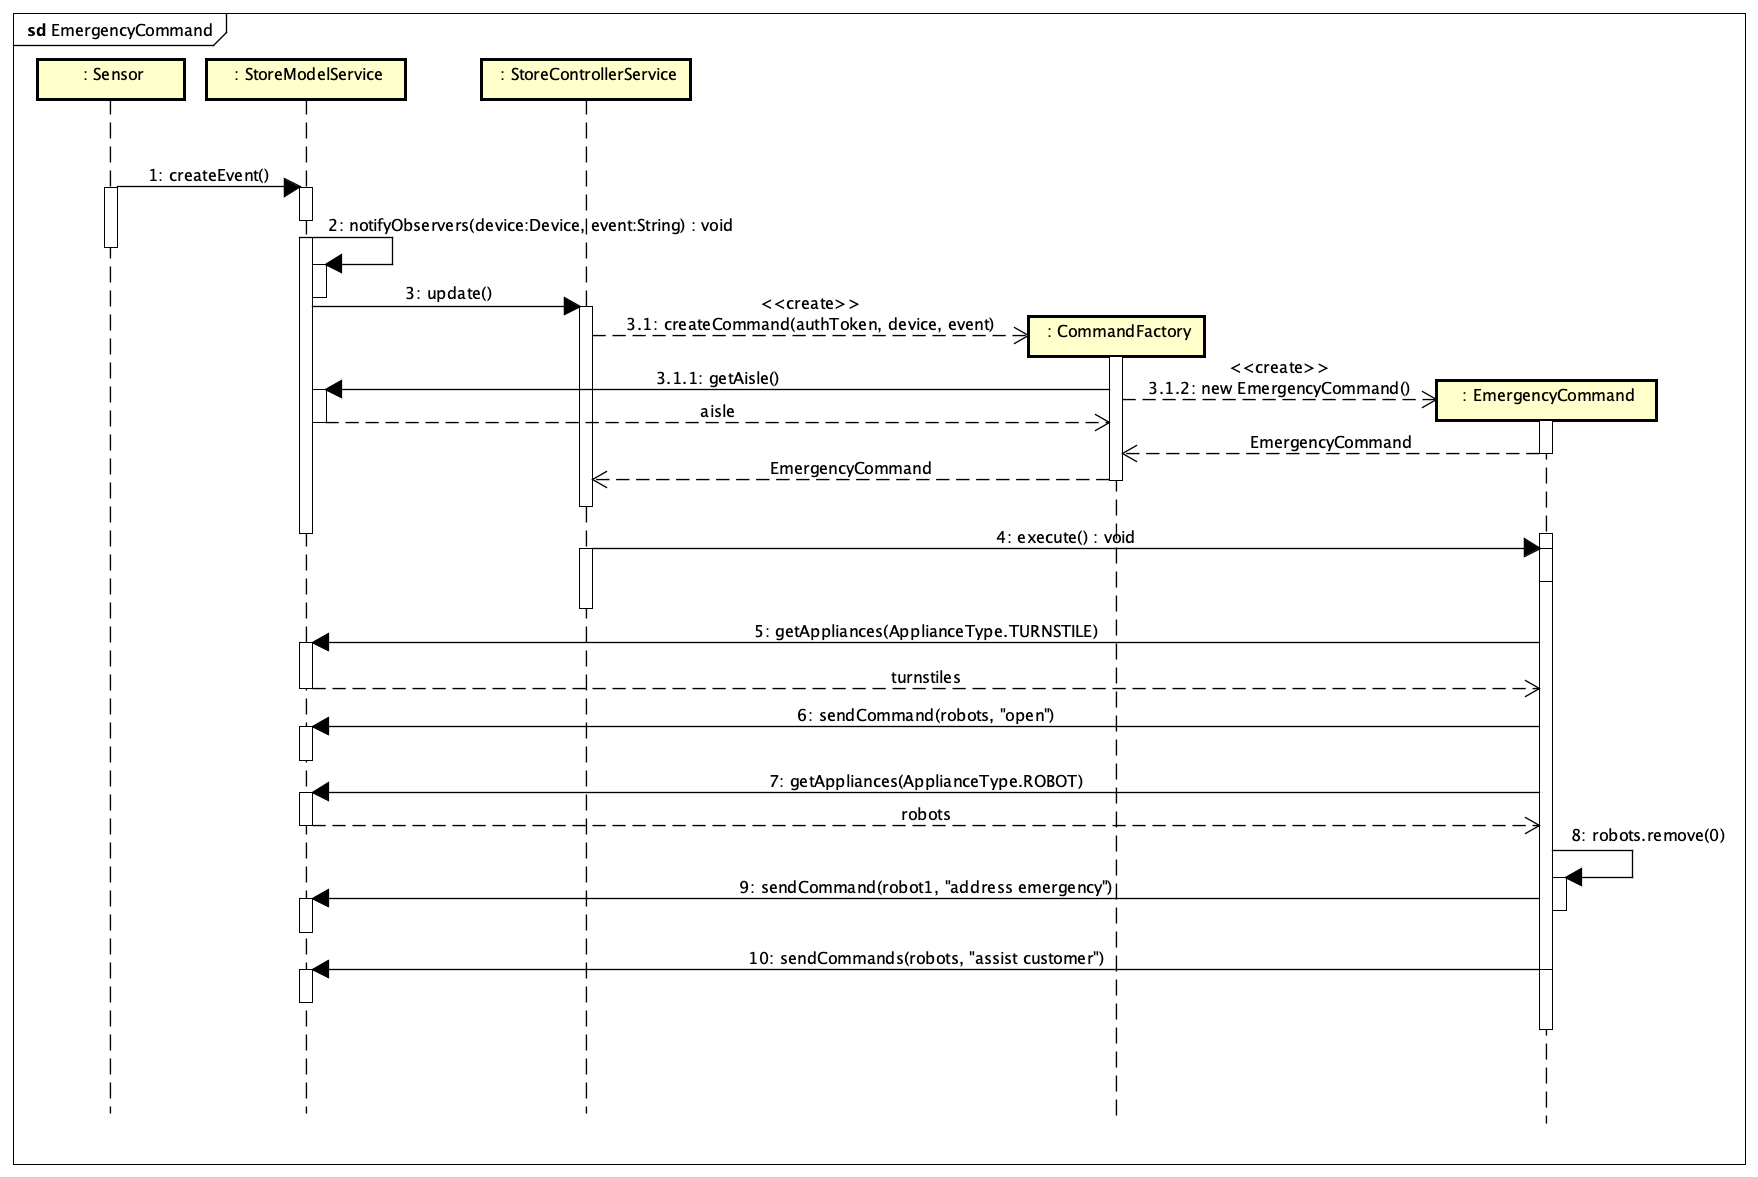 sd EmergencyCommand
: Sensor
: StoreModelService
: StoreControllerService
1: createEvent()
2: notifyObservers(device:Device, event:String) : void
3: update()
<<create>>
3.1: createCommand(authToken, device, event)
: CommandFactory
<<create>>
3.1.1: getAisle()
3.1.2: new EmergencyCommand()
: EmergencyCommand
aisle
EmergencyCommand
EmergencyCommand
4: execute() : void
5: getAppliances(ApplianceType.TURNSTILE)
turnstiles
6: sendCommand(robots, "open")
7: getAppliances(ApplianceType.ROBOT)
robots
8: robots.remove(0)
9: sendCommand(robot1, "address emergency")
10: sendCommands(robots, "assist customer")